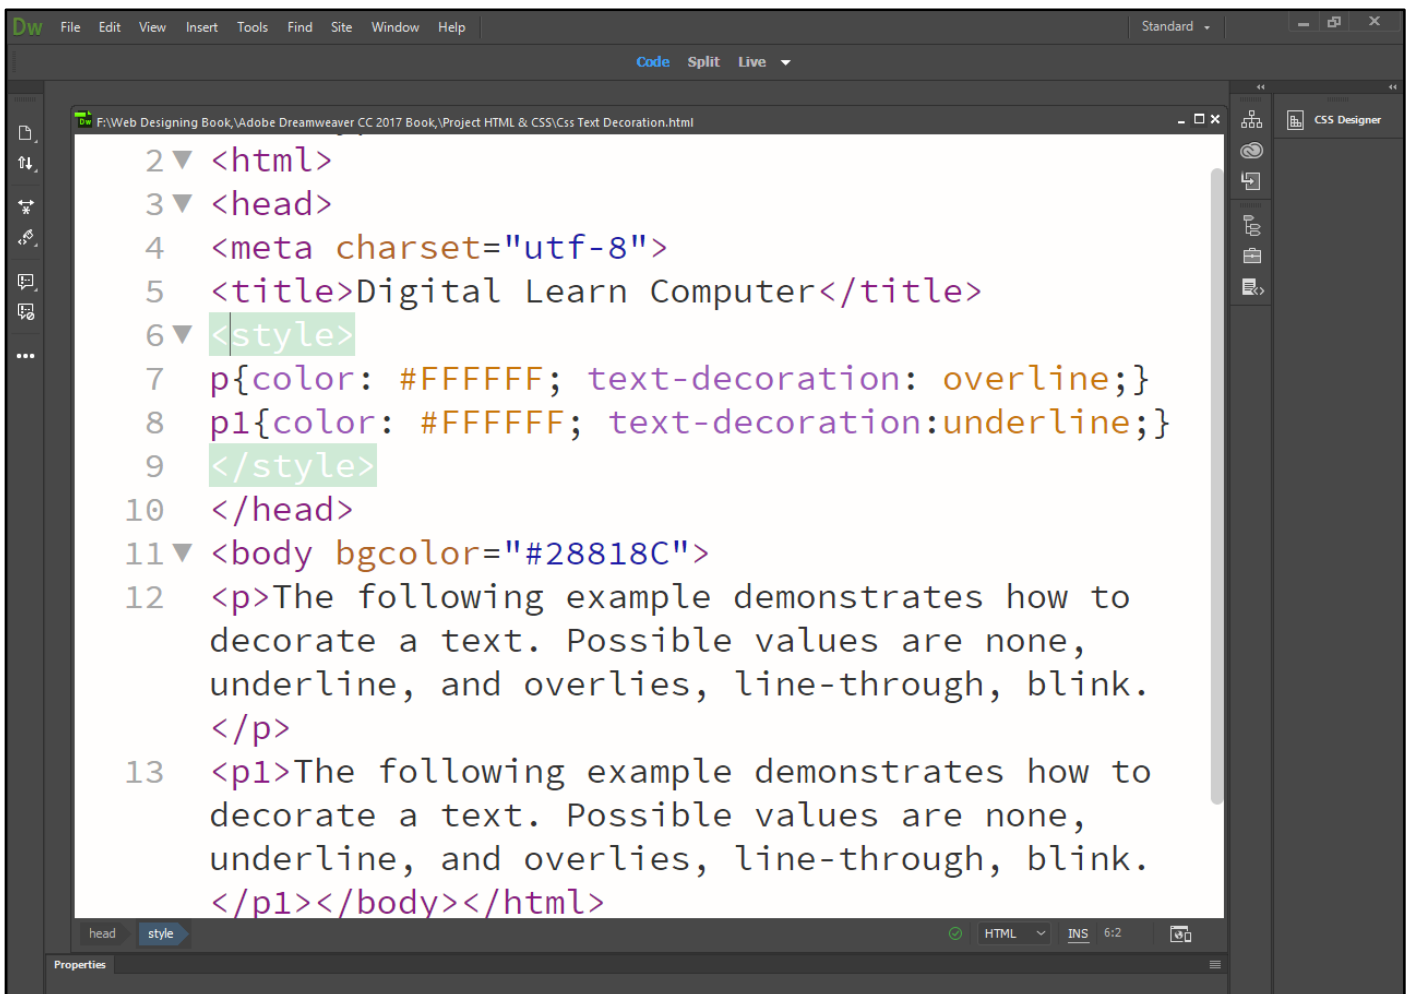 Dw File Edit View Insert Tools Find Site Window Help Standard
Code Split Live
F:\Web Designing Book,\Adobe Dreamweaver CC 2017 Book,\Project HTML & CSS\Css Text Decoration.html
CSS Designer
2 <html>
3 <head>
4 <meta charset="utf-8">
5 <title>Digital Learn Computer</title>
6 <style>
7 p{color: #FFFFFF; text-decoration: overline;}
8 p1{color: #FFFFFF; text-decoration:underline;}
9 </style>
10 </head>
11 <body bgcolor="#28818C">
12 <p>The following example demonstrates how to
decorate a text. Possible values are none,
underline, and overlies, line-through, blink.
</p>
13 <p1>The following example demonstrates how to
decorate a text. Possible values are none,
underline, and overlies, line-through, blink.
</p1></body></html>
head style HTML INS 6:2
Properties